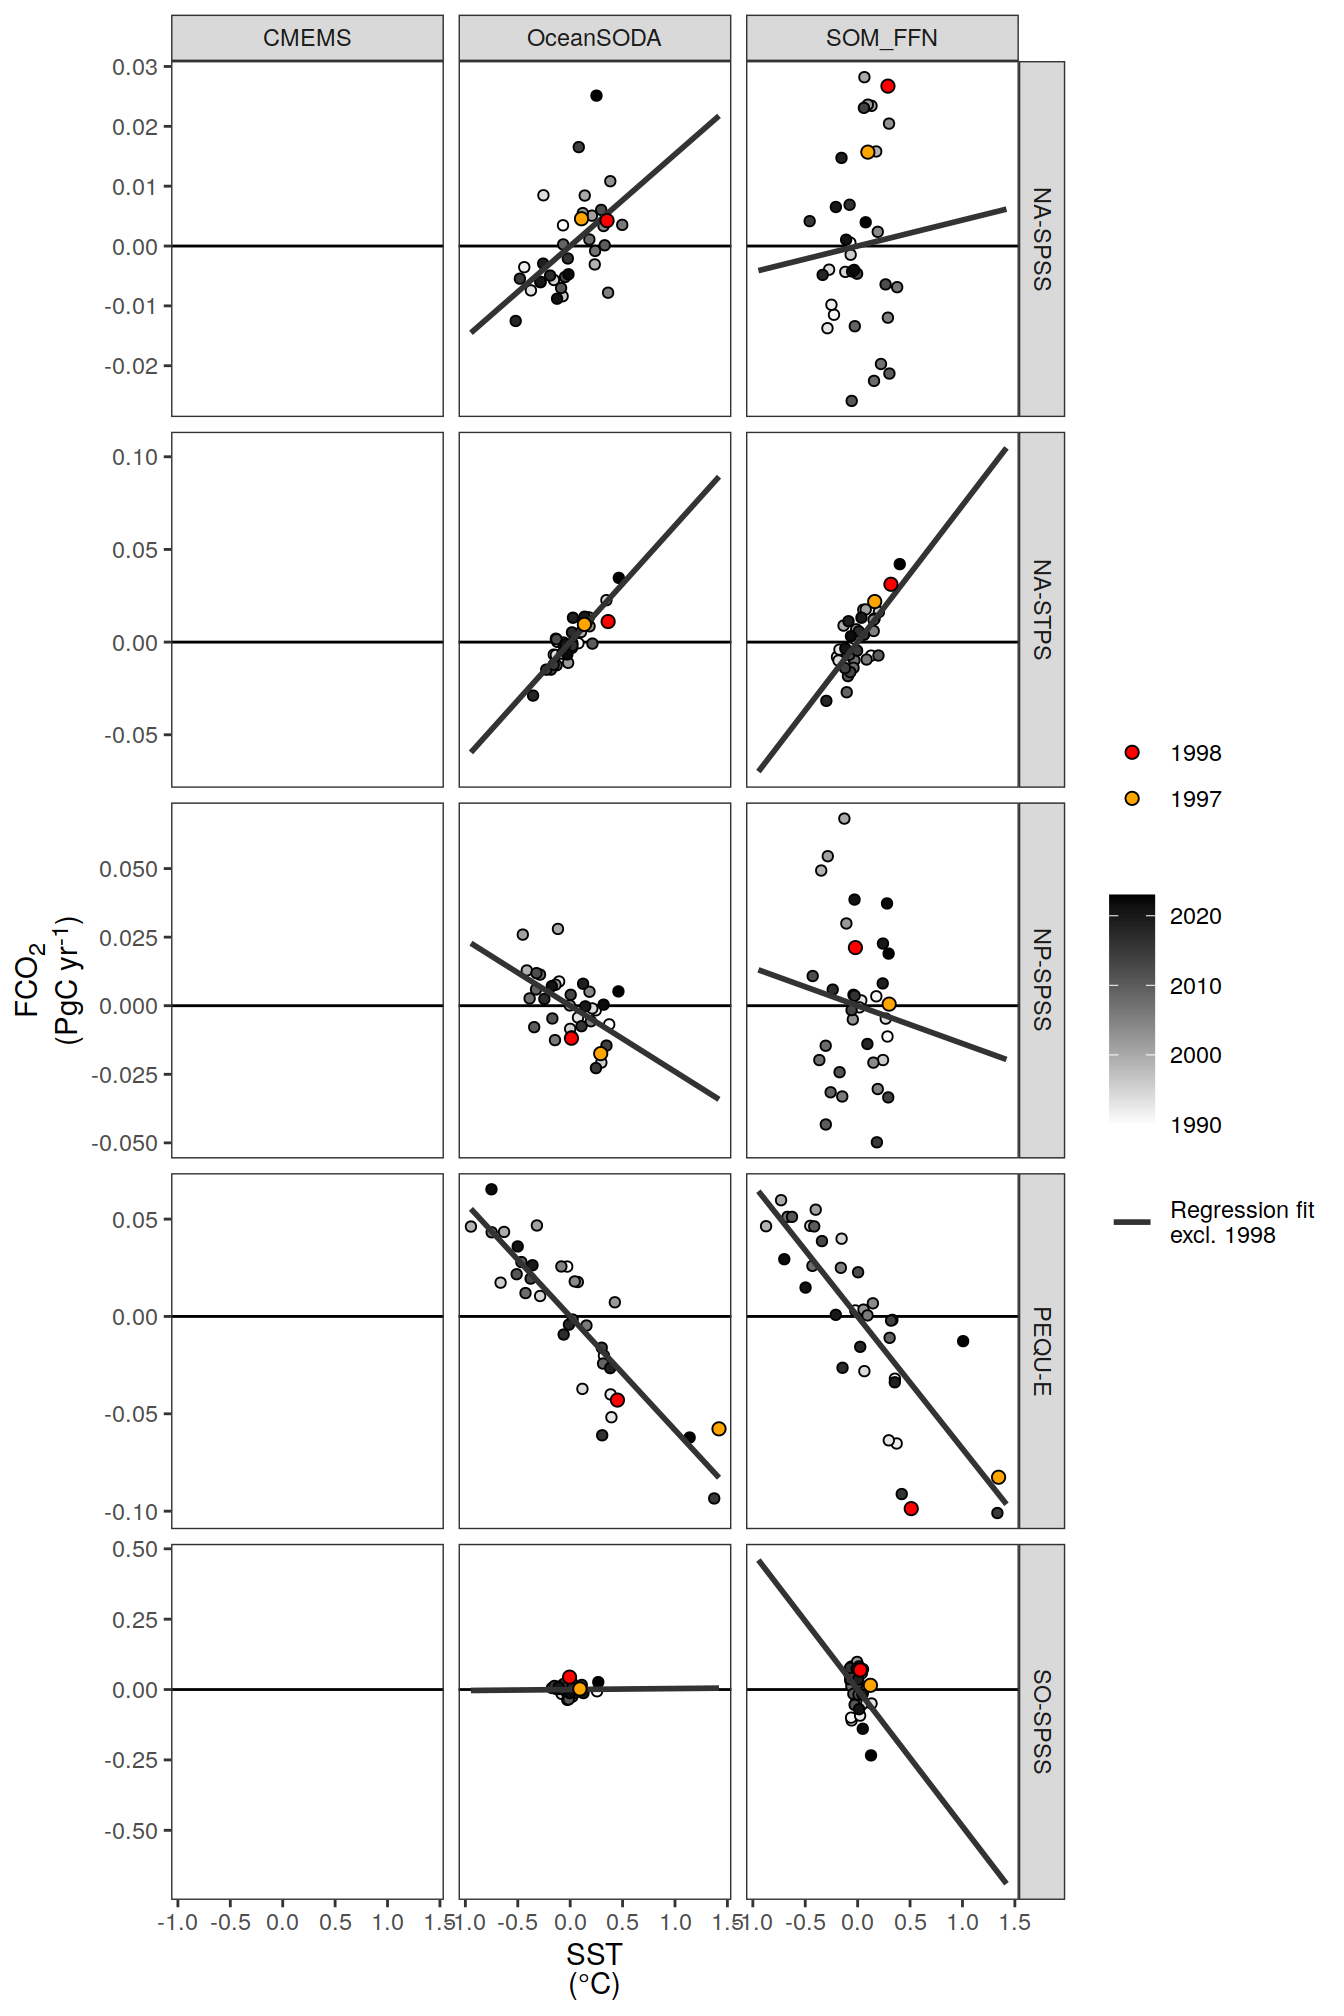 CMEMS OceanSODA SOM_FFN
0.03
0.02
0.01
0.00
-0.01
-0.02
NA-SPSS
0.10
0.05
0.00
-0.05
NA-STPS
0.050
0.025
0.000
-0.025
-0.050
NP-SPSS
0.05
0.00
-0.05
-0.10
PEQU-E
0.50
0.25
0.00
-0.25
-0.50
SO-SPSS
-1.0 -0.5 0.0 0.5 1.0 1.5 -1.0 -0.5 0.0 0.5 1.0 1.5 -1.0 -0.5 0.0 0.5 1.0 1.5
SST
(°C)
FCO₂
(PgC yr⁻¹)
1998
1997
2020
2010
2000
1990
Regression fit
excl. 1998